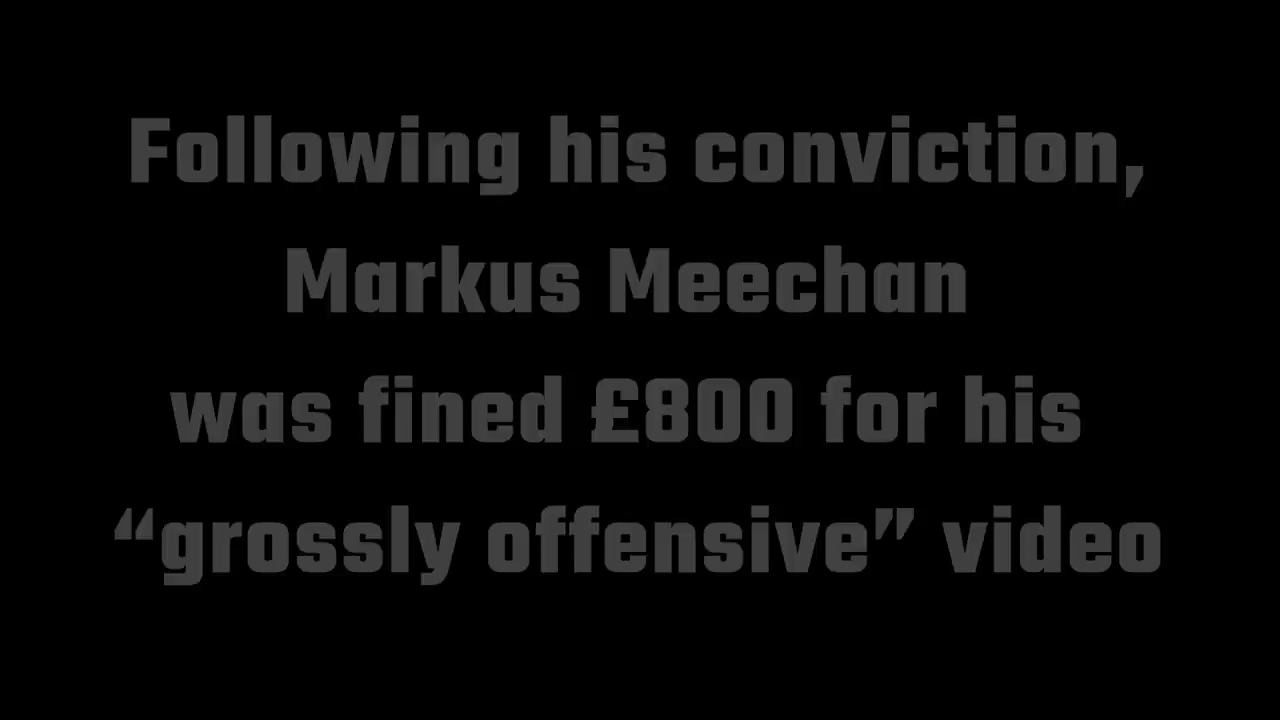 Following his conviction,
Markus Meechan
was fined £800 for his
“grossly offensive” video